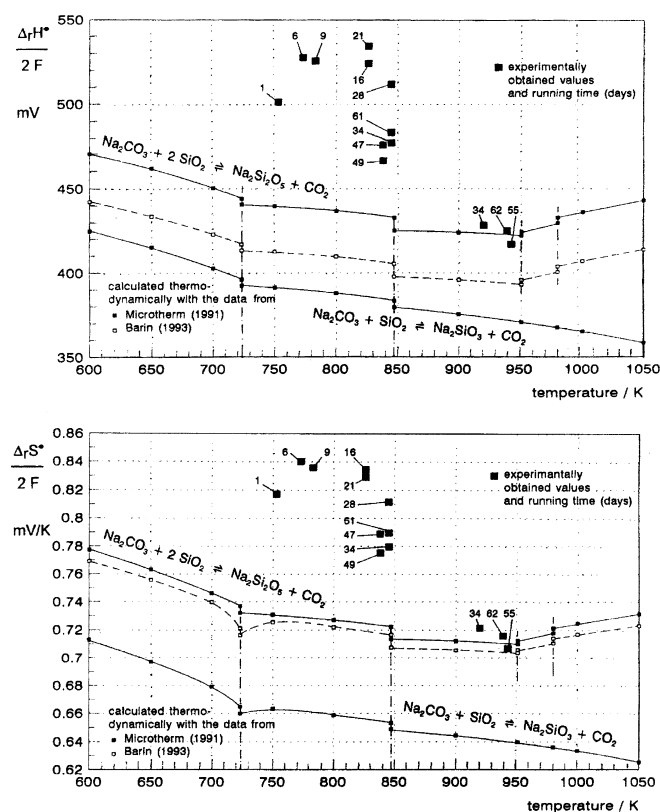 ΔrH°
2 F
mV
550
500
450
400
350
6
9
21
1
16
28
61
34
47
49
34
62
55
experimentally
obtained values
and running time (days)
Na₂CO₃ + 2 SiO₂ ⇌ Na₂Si₂O₅ + CO₂
calculated thermo-
dynamically with the data from
Microtherm (1991)
Barin (1993)
Na₂CO₃ + SiO₂ ⇌ Na₂SiO₃ + CO₂
600 650 700 750 800 850 900 950 1000 1050
temperature / K
ΔrS°
2 F
mV/K
0.86
0.84
0.82
0.8
0.78
0.76
0.74
0.72
0.7
0.68
0.66
0.64
0.62
6
9
16
1
21
28
61
47
34
49
34
62
55
experimantally
obtained values
and running time (days)
Na₂CO₃ + 2 SiO₂ ⇌ Na₂Si₂O₅ + CO₂
Na₂CO₃ + SiO₂ ⇌ Na₂SiO₃ + CO₂
calculated thermo-
dynamically with the data from
Microtherm (1991)
Barin (1993)
600 650 700 750 800 850 900 950 1000 1050
temperature / K